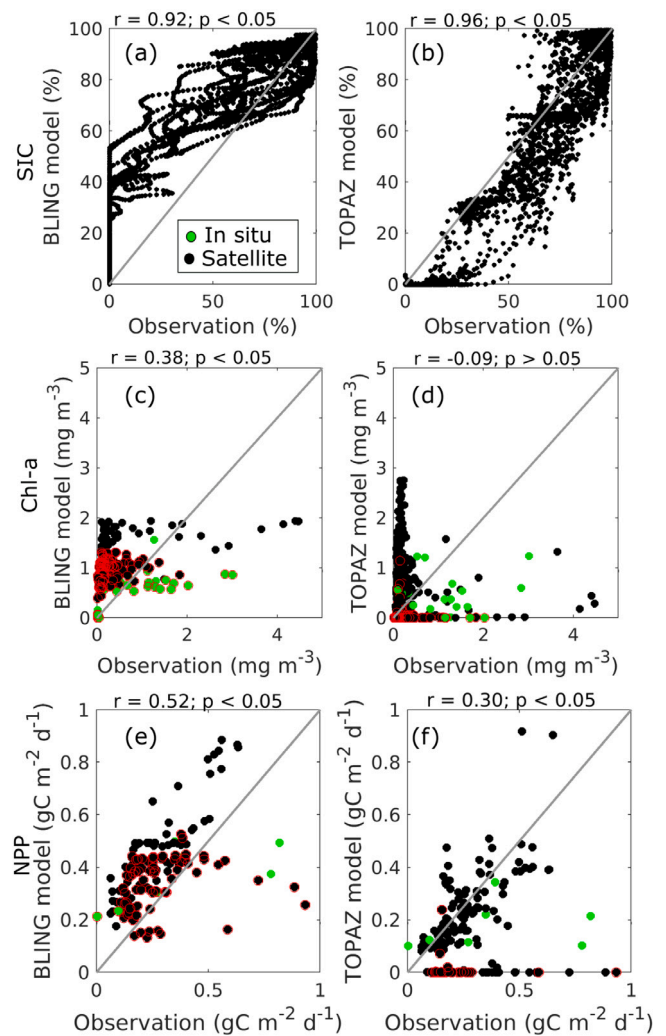 r = 0.92; p < 0.05
r = 0.96; p < 0.05
(a)
(b)
SIC
BLING model (%)
100
80
60
40
20
0
In situ
Satellite
0
50
100
Observation (%)
TOPAZ model (%)
100
80
60
40
20
0
0
50
100
Observation (%)
r = 0.38; p < 0.05
r = -0.09; p > 0.05
(c)
(d)
Chl-a
BLING model (mg m-3)
5
4
3
2
1
0
0
2
4
Observation (mg m-3)
TOPAZ model (mg m-3)
5
4
3
2
1
0
0
2
4
Observation (mg m-3)
r = 0.52; p < 0.05
r = 0.30; p < 0.05
(e)
(f)
NPP
BLING model (gC m-2 d-1)
1
0.8
0.6
0.4
0.2
0
0
0.5
1
Observation (gC m-2 d-1)
TOPAZ model (gC m-2 d-1)
1
0.8
0.6
0.4
0.2
0
0
0.5
1
Observation (gC m-2 d-1)